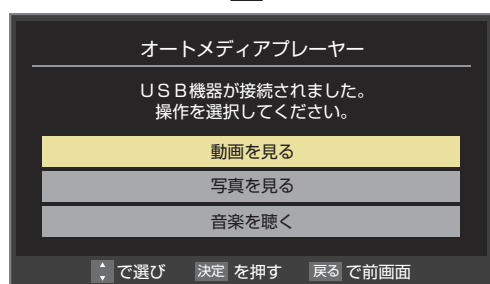 オートメディアプレーヤー
ＵＳＢ機器が接続されました。
操作を選択してください。
動画を見る
写真を見る
音楽を聴く
で選び 決定 を押す 戻る で前画面